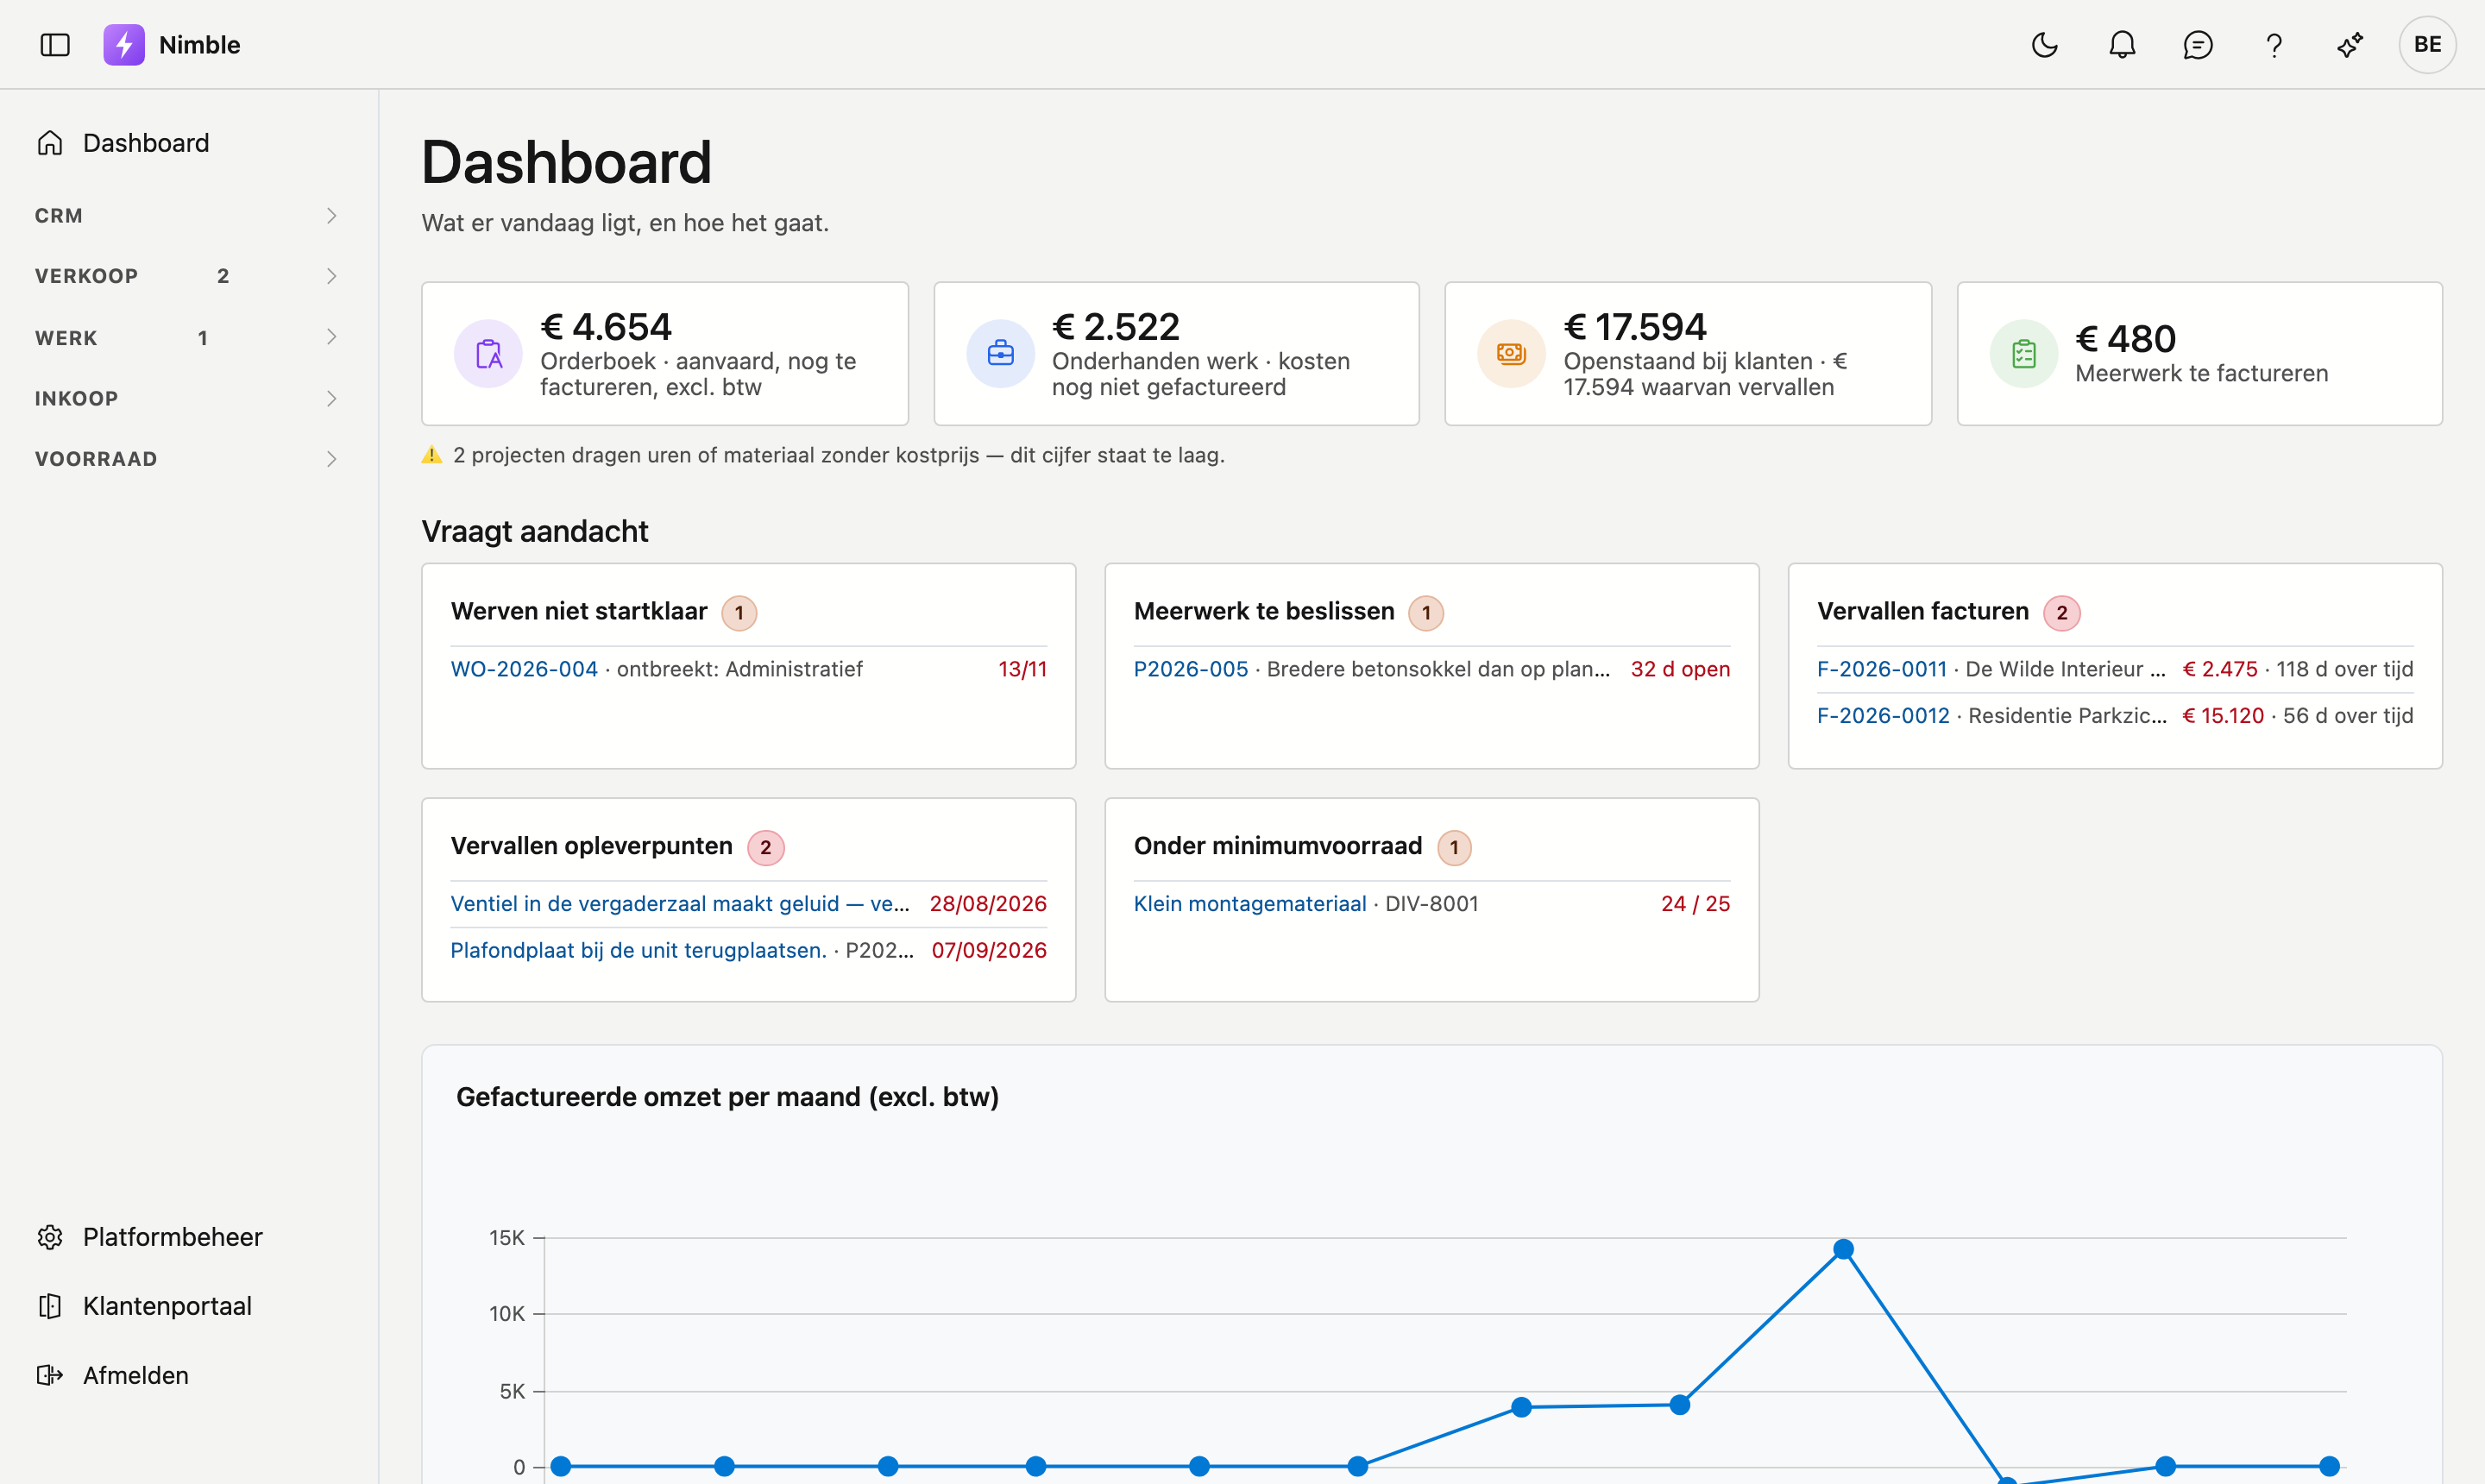 Nimble
BE
Dashboard
CRM
VERKOOP 2
WERK 1
INKOOP
VOORRAAD
Platformbeheer
Klantenportaal
Afmelden
Dashboard
Wat er vandaag ligt, en hoe het gaat.
€ 4.654
Orderboek · aanvaard, nog te
factureren, excl. btw
€ 2.522
Onderhanden werk · kosten
nog niet gefactureerd
€ 17.594
Openstaand bij klanten · €
17.594 waarvan vervallen
€ 480
Meerwerk te factureren
2 projecten dragen uren of materiaal zonder kostprijs — dit cijfer staat te laag.
Vraagt aandacht
Werven niet startklaar 1
WO-2026-004 · ontbreekt: Administratief 13/11
Meerwerk te beslissen 1
P2026-005 · Bredere betonsokkel dan op plan... 32 d open
Vervallen facturen 2
F-2026-0011 · De Wilde Interieur ... € 2.475 · 118 d over tijd
F-2026-0012 · Residentie Parkzic... € 15.120 · 56 d over tijd
Vervallen opleverpunten 2
Ventiel in de vergaderzaal maakt geluid — ve... 28/08/2026
Plafondplaat bij de unit terugplaatsen. · P202... 07/09/2026
Onder minimumvoorraad 1
Klein montagemateriaal · DIV-8001 24 / 25
Gefactureerde omzet per maand (excl. btw)
15K
10K
5K
0